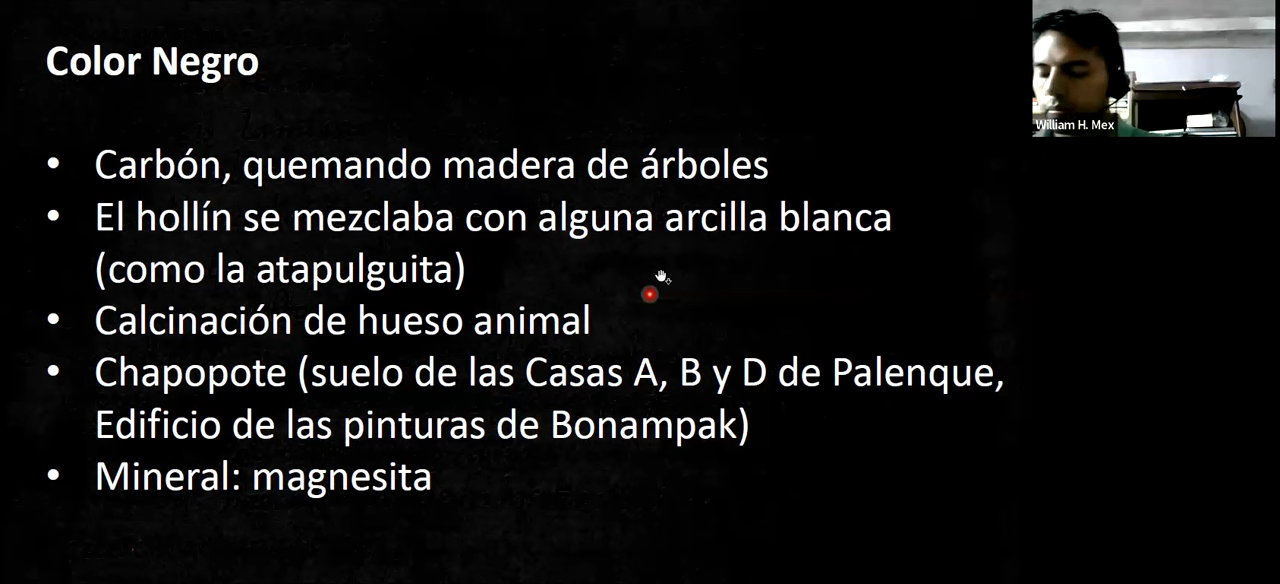 Color Negro
• Carbón, quemando madera de árboles
• El hollín se mezclaba con alguna arcilla blanca
(como la atapulguita)
• Calcinación de hueso animal
• Chapopote (suelo de las Casas A, B y D de Palenque,
Edificio de las pinturas de Bonampak)
• Mineral: magnesita
William H. Mex